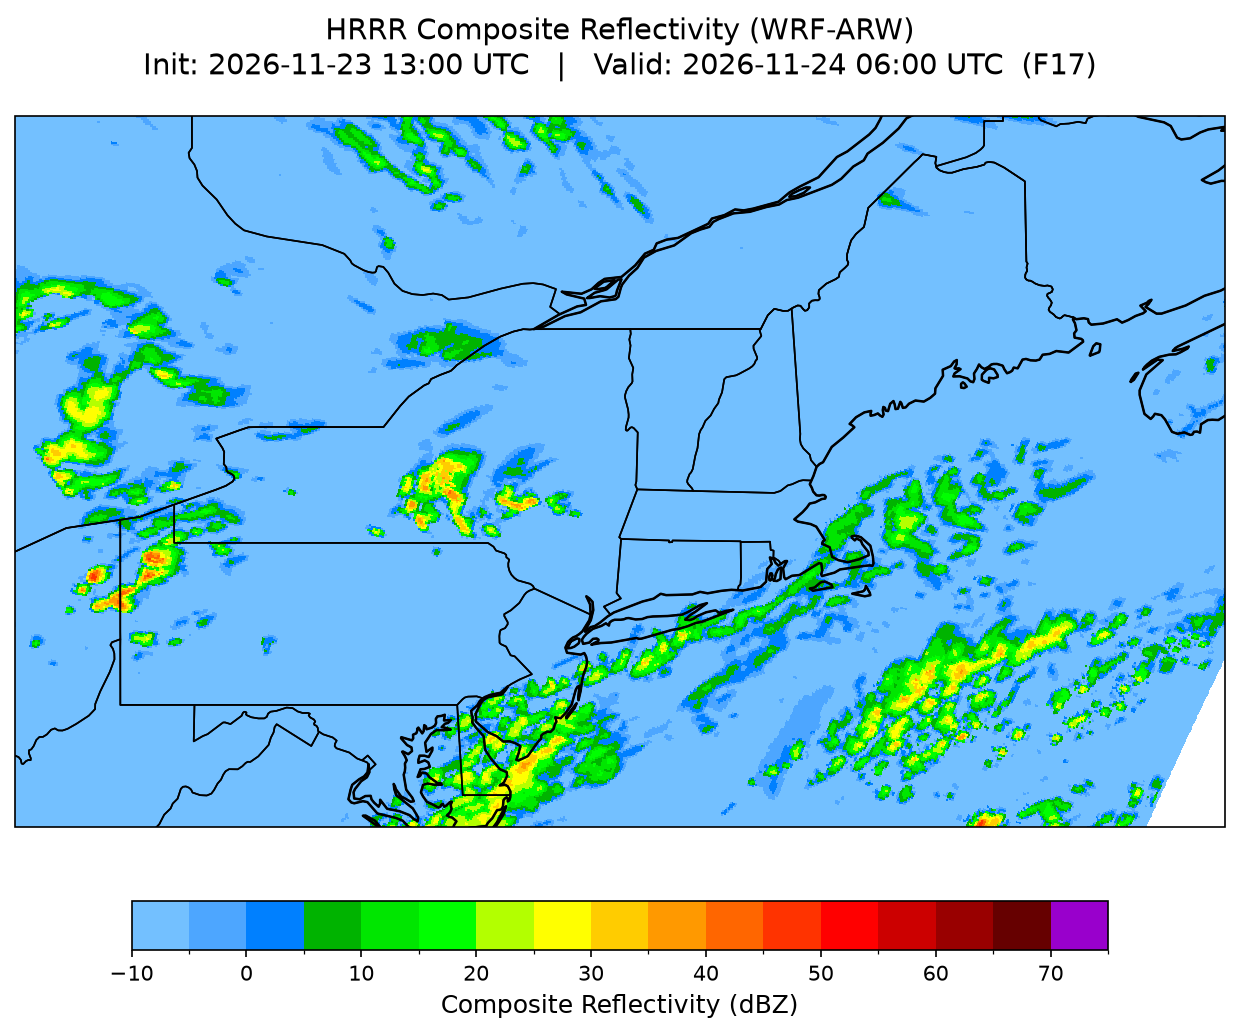 HRRR Composite Reflectivity (WRF-ARW)
Init: 2026-11-23 13:00 UTC | Valid: 2026-11-24 06:00 UTC (F17)
−10 0 10 20 30 40 50 60 70
Composite Reflectivity (dBZ)